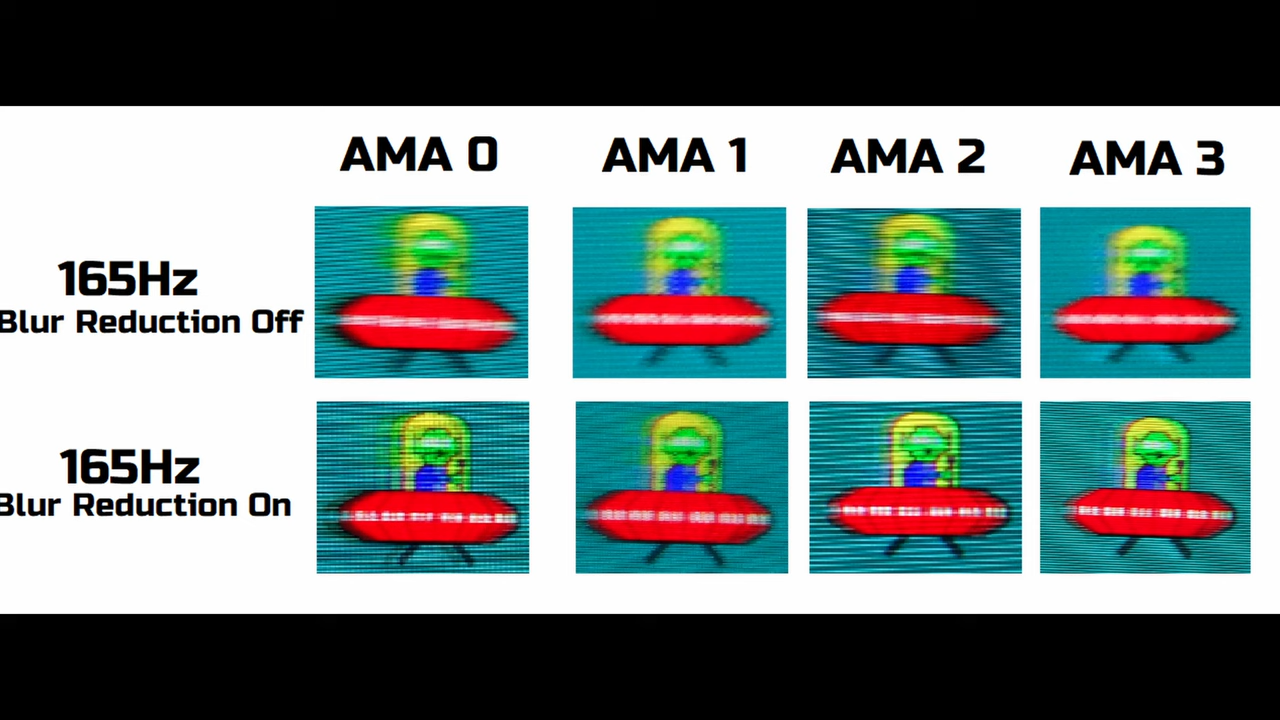 AMA 0 AMA 1 AMA 2 AMA 3
165Hz
Blur Reduction Off
165Hz
Blur Reduction On